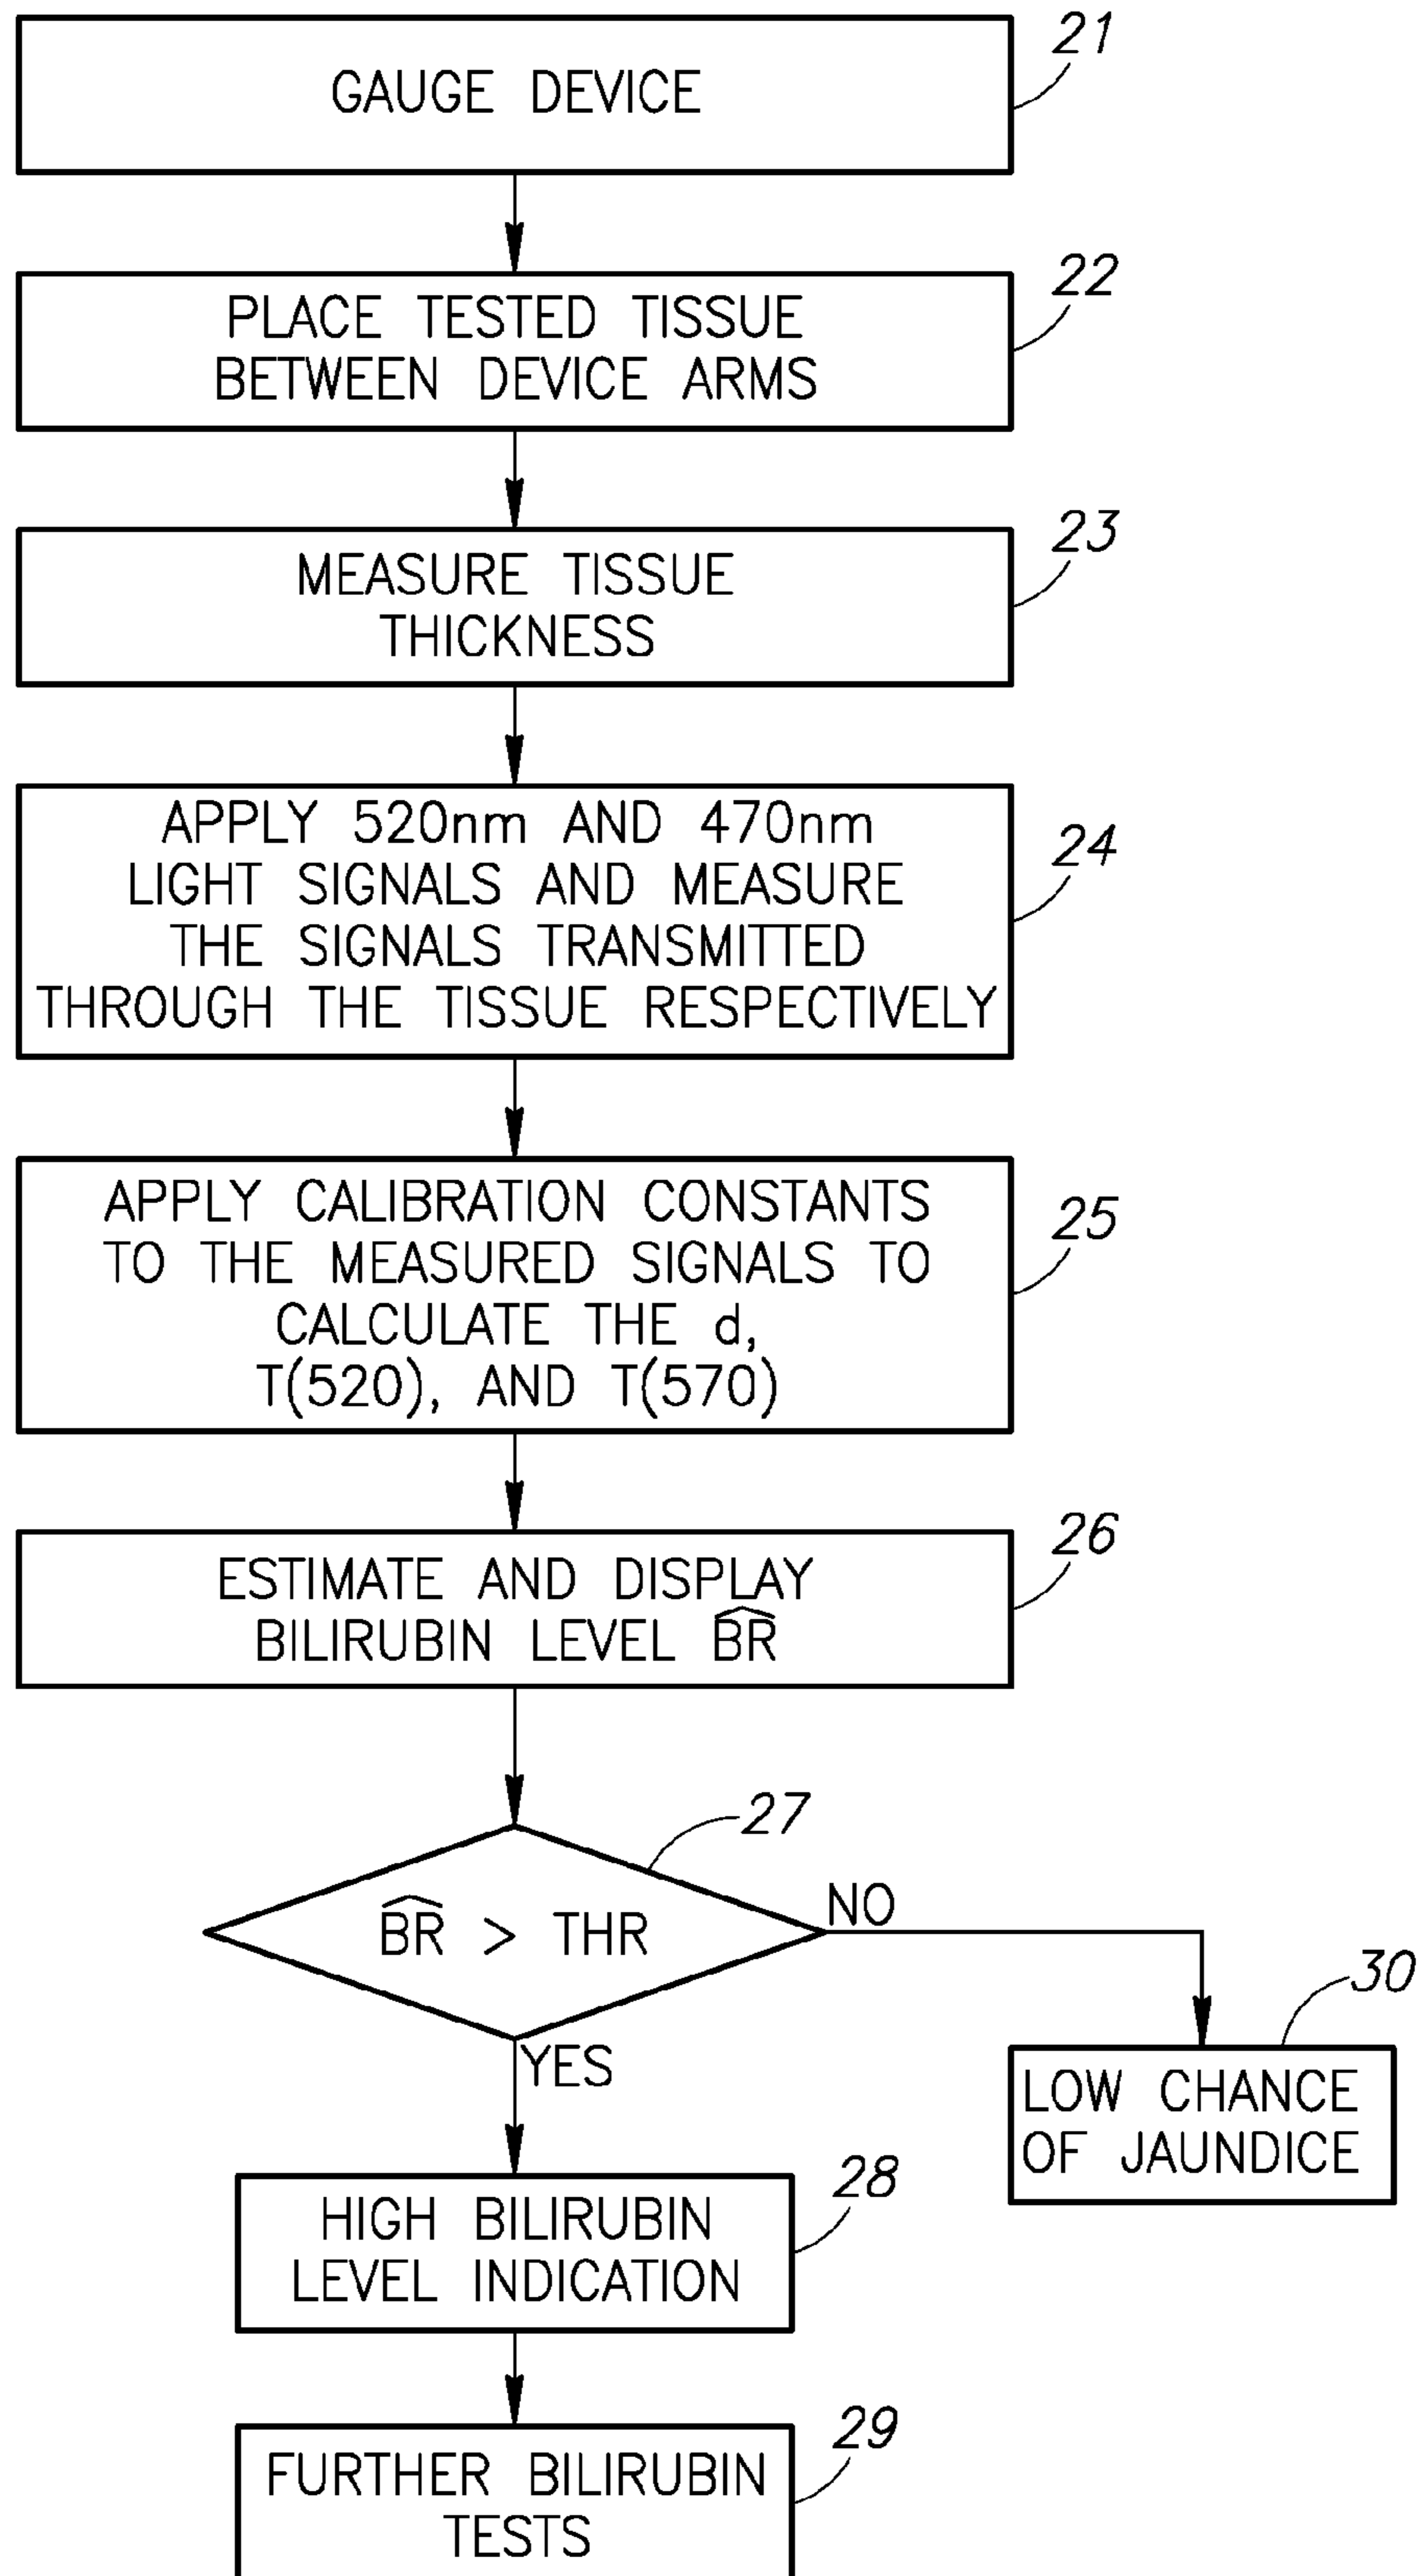 GAUGE DEVICE
21
PLACE TESTED TISSUE
BETWEEN DEVICE ARMS
22
MEASURE TISSUE
THICKNESS
23
APPLY 520nm AND 470nm
LIGHT SIGNALS AND MEASURE
THE SIGNALS TRANSMITTED
THROUGH THE TISSUE RESPECTIVELY
24
APPLY CALIBRATION CONSTANTS
TO THE MEASURED SIGNALS TO
CALCULATE THE d,
T(520), AND T(570)
25
ESTIMATE AND DISPLAY
BILIRUBIN LEVEL B͡R
26
27
B͡R > THR
NO
YES
30
LOW CHANCE
OF JAUNDICE
28
HIGH BILIRUBIN
LEVEL INDICATION
29
FURTHER BILIRUBIN
TESTS